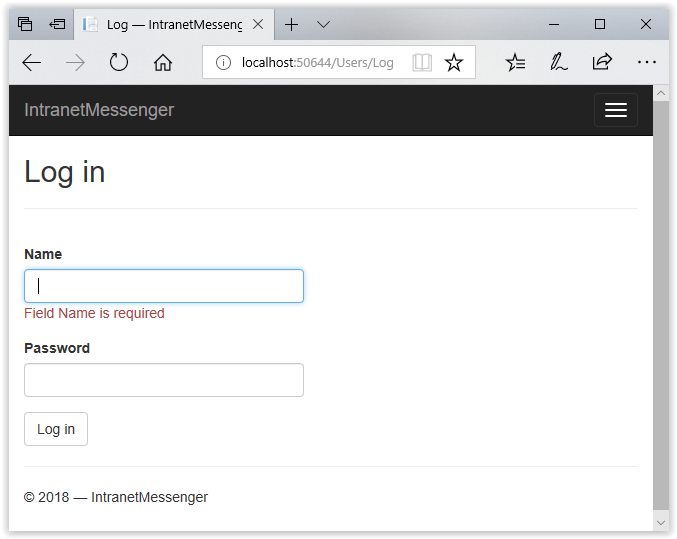 Log — IntranetMesseng
localhost:50644/Users/Log
IntranetMessenger
Log in
Name
Field Name is required
Password
Log in
© 2018 — IntranetMessenger